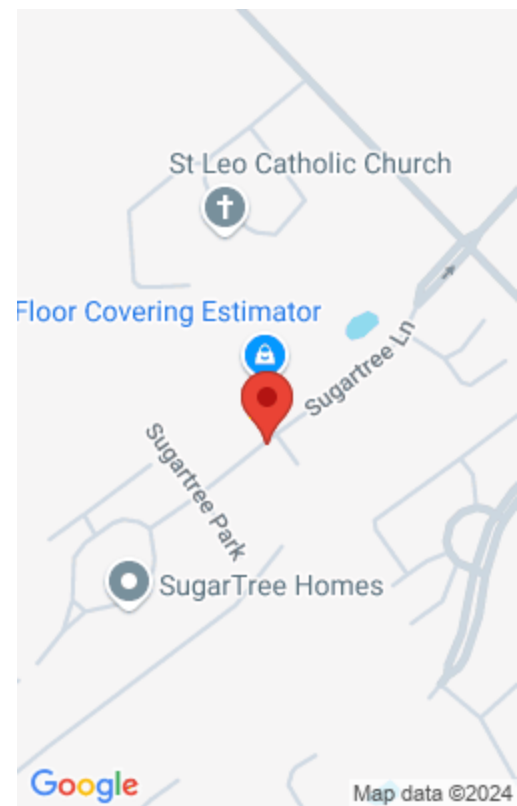 St Leo Catholic Church
Floor Covering Estimator
Sugartree Ln
Sugartree Park
SugarTree Homes
Google
Map data ©2024